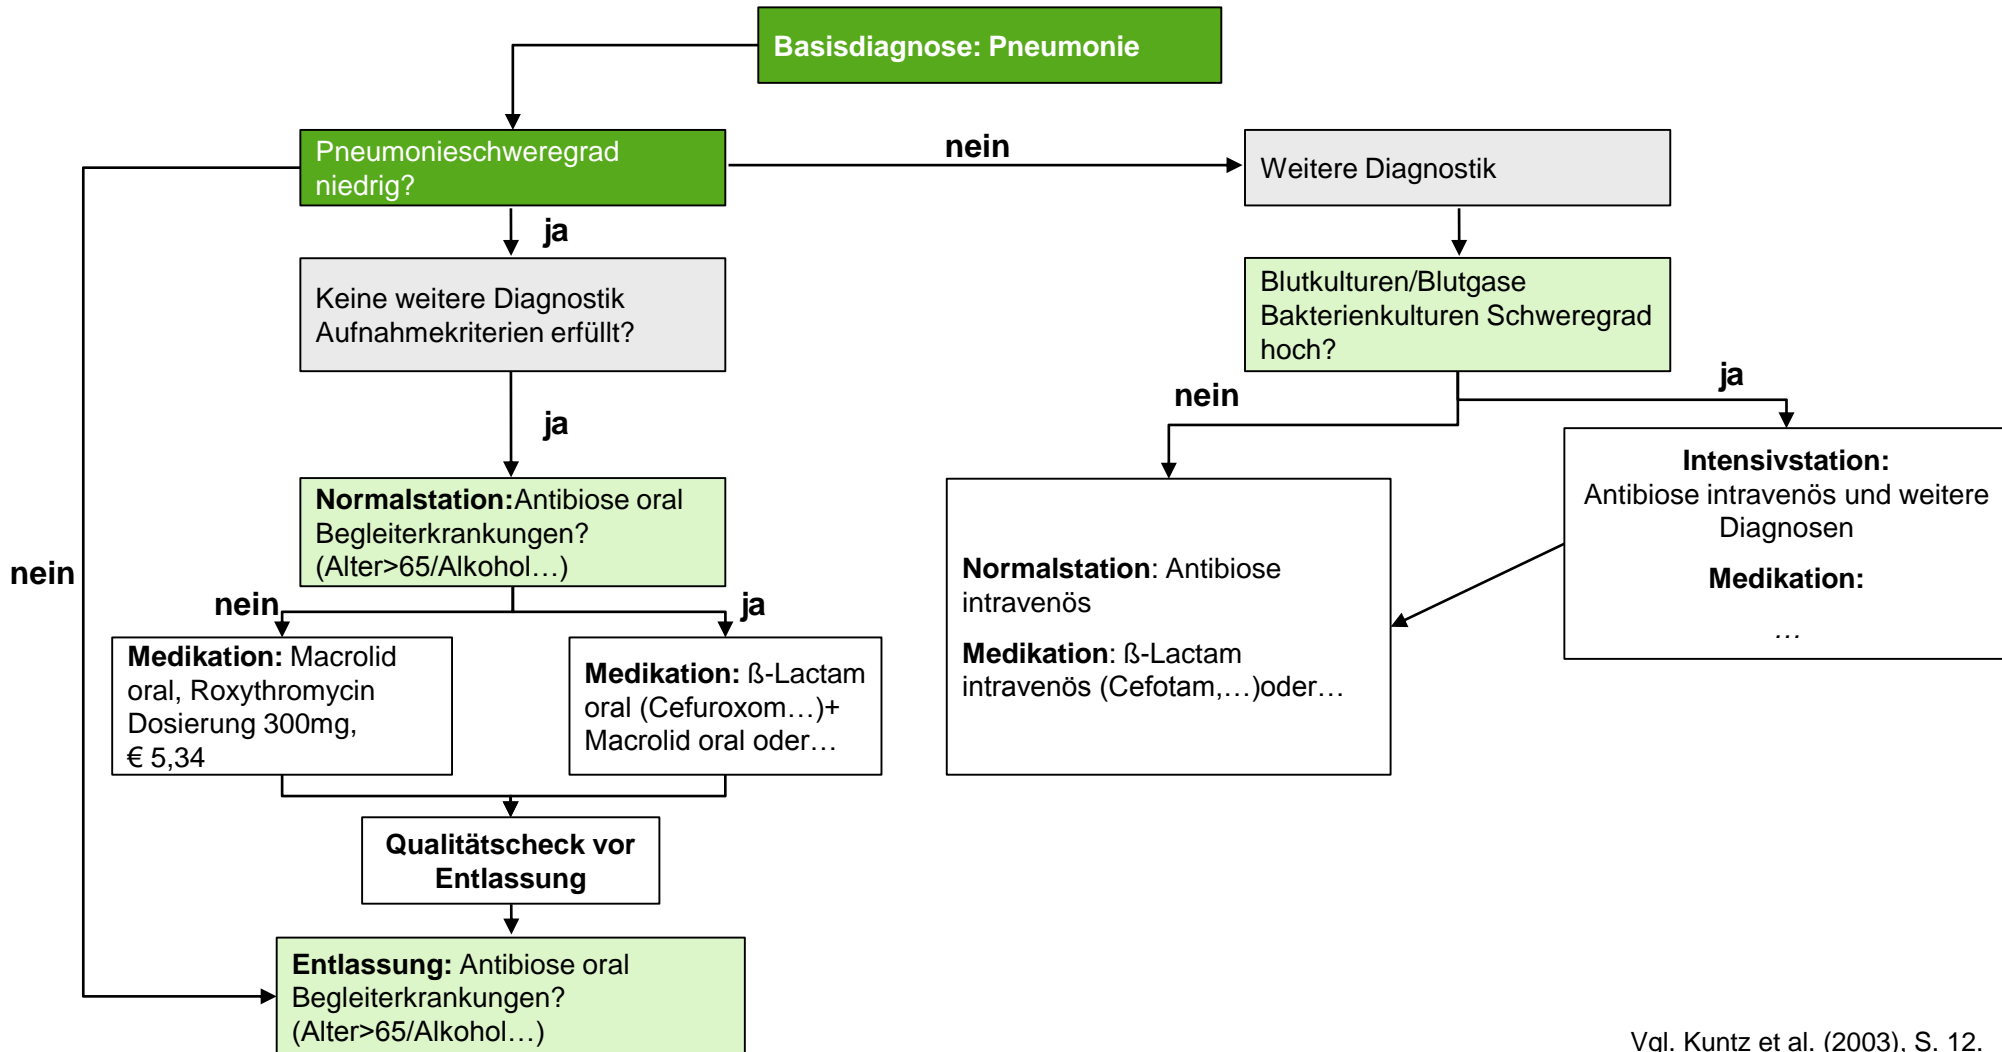 Basisdiagnose: Pneumonie
Pneumonieschweregrad
niedrig?
nein
Weitere Diagnostik
ja
Keine weitere Diagnostik
Aufnahmekriterien erfüllt?
Blutkulturen/Blutgase
Bakterienkulturen Schweregrad
hoch?
nein
ja
ja
Normalstation:Antibiose oral
Begleiterkrankungen?
(Alter>65/Alkohol…)
Intensivstation:
Antibiose intravenös und weitere
Diagnosen
Medikation:
…
Normalstation: Antibiose
intravenös
Medikation: ß-Lactam
intravenös (Cefotam,…)oder…
nein
nein
ja
Medikation: Macrolid
oral, Roxythromycin
Dosierung 300mg,
€ 5,34
Medikation: ß-Lactam
oral (Cefuroxom…)+
Macrolid oral oder…
Qualitätscheck vor
Entlassung
Entlassung: Antibiose oral
Begleiterkrankungen?
(Alter>65/Alkohol…)
Vgl. Kuntz et al. (2003), S. 12.